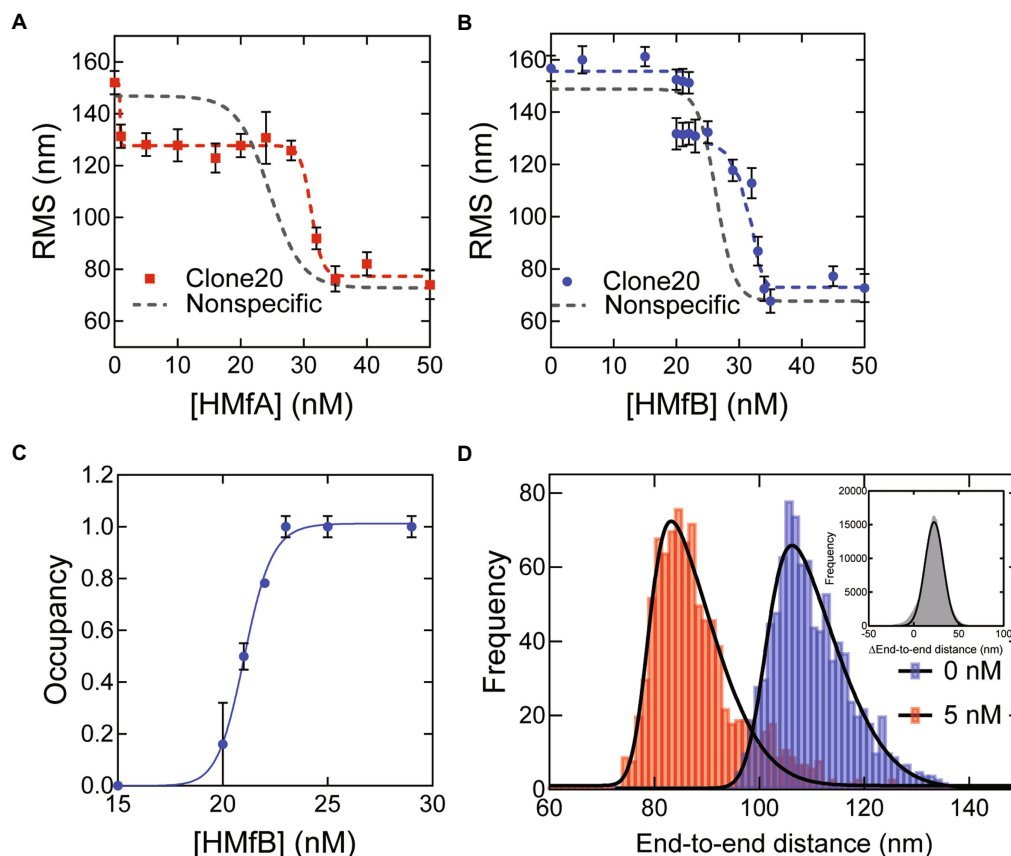 A
B
160
140
120
100
80
60
RMS (nm)
Clone20
Nonspecific
0 10 20 30 40 50
[HMfA] (nM)
160
140
120
100
80
60
RMS (nm)
Clone20
Nonspecific
0 10 20 30 40 50
[HMfB] (nM)
C
D
1.2
1.0
0.8
0.6
0.4
0.2
0.0
Occupancy
15 20 25 30
[HMfB] (nM)
80
60
40
20
0
Frequency
60 80 100 120 140
End-to-end distance (nm)
20000
15000
10000
5000
0
Frequency
-50 0 50 100
ΔEnd-to-end distance (nm)
0 nM
5 nM